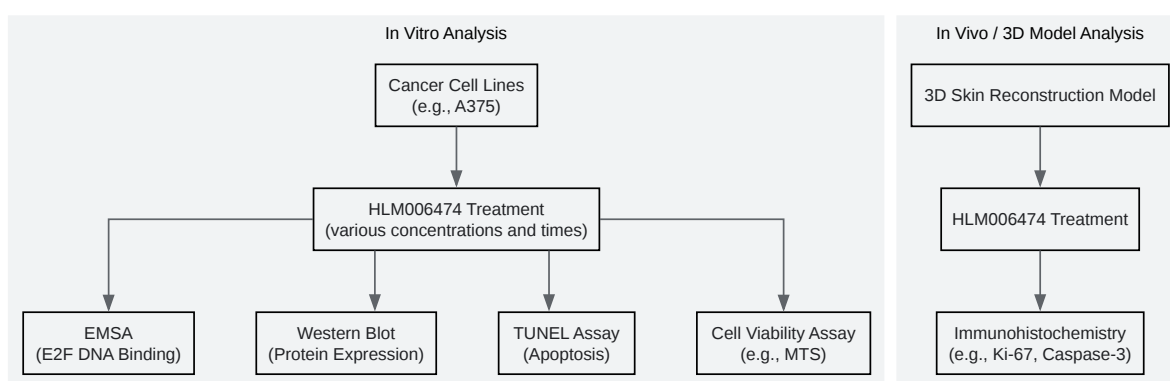 In Vitro Analysis
Cancer Cell Lines
(e.g., A375)
HLM006474 Treatment
(various concentrations and times)
EMSA
(E2F DNA Binding)
Western Blot
(Protein Expression)
TUNEL Assay
(Apoptosis)
Cell Viability Assay
(e.g., MTS)
In Vivo / 3D Model Analysis
3D Skin Reconstruction Model
HLM006474 Treatment
Immunohistochemistry
(e.g., Ki-67, Caspase-3)